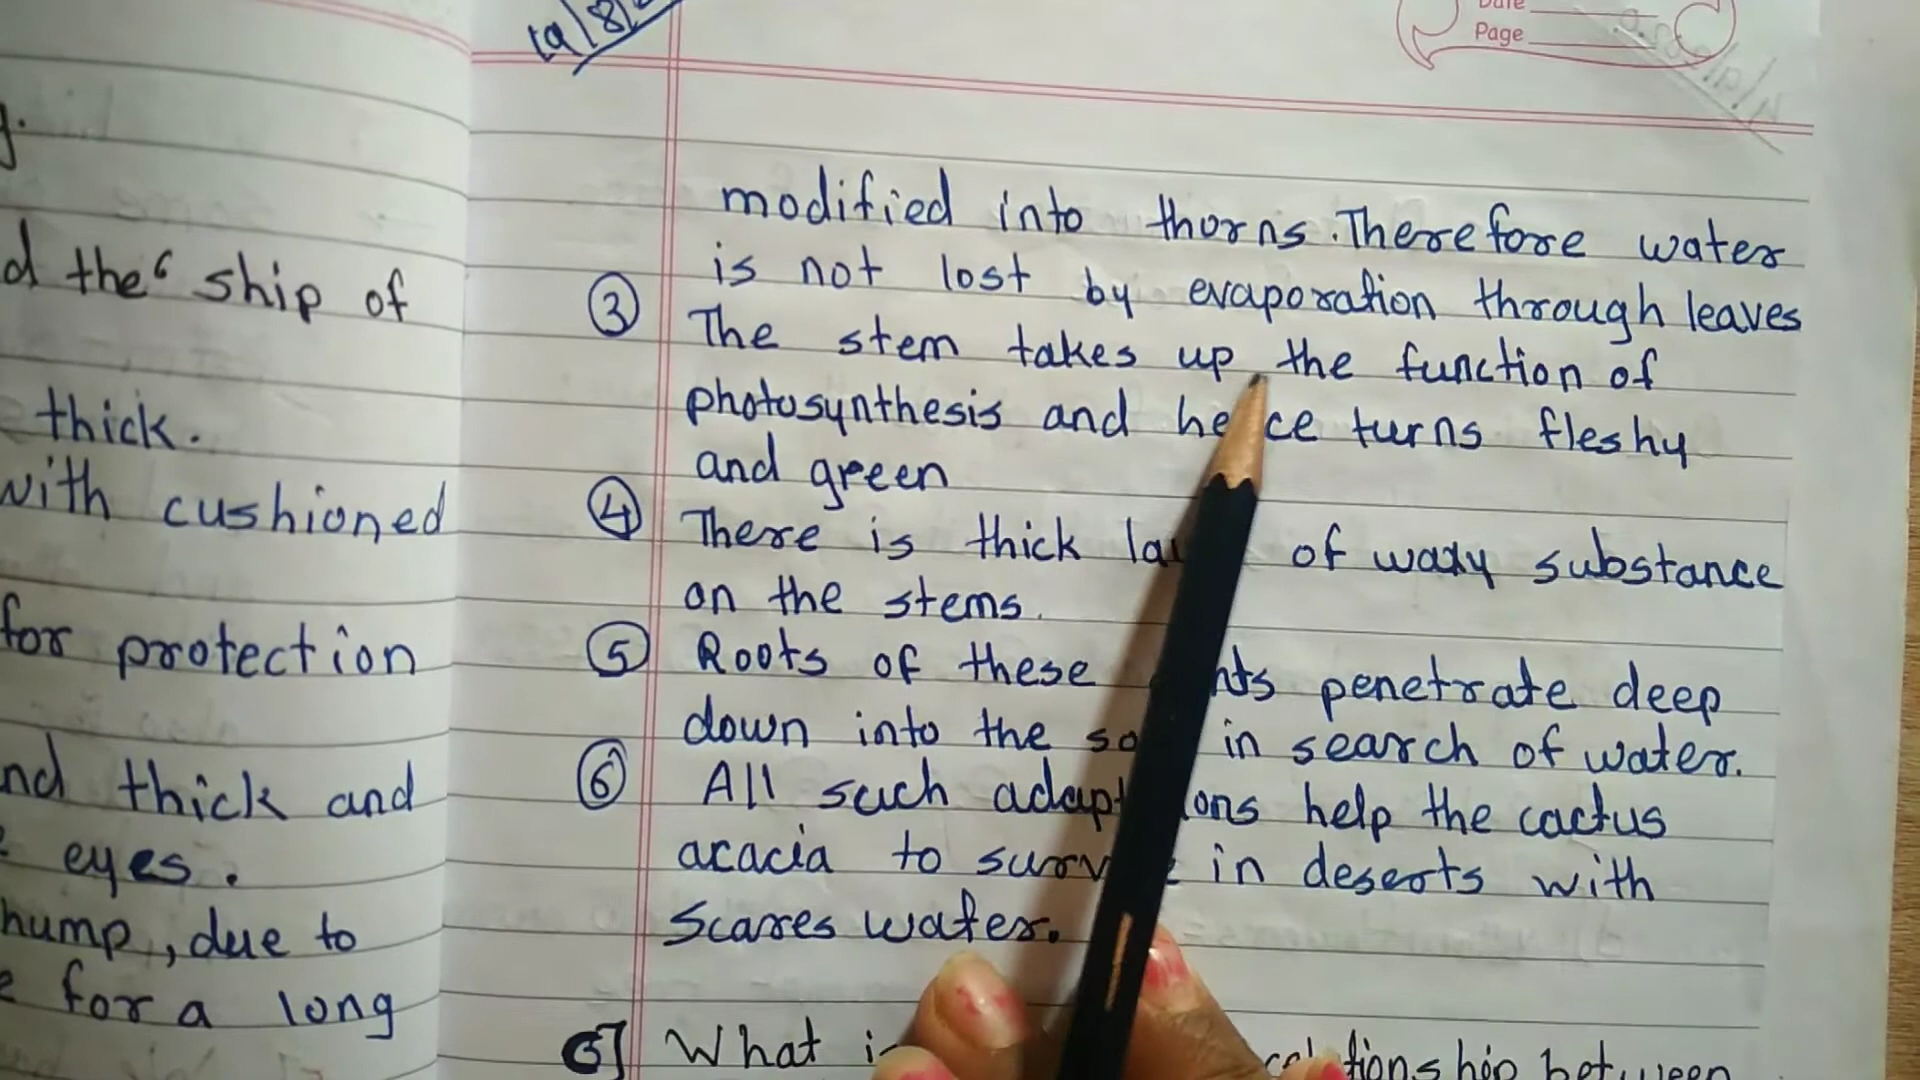 19/8/
Date
Page
d the ship of
thick.
with cushioned
for protection
nd thick and
eyes.
hump, due to
for a long
modified into thorns. Therefore water
is not lost by evaporation through leaves
③ The stem takes up the function of
photosynthesis and he ce turns fleshy
and green
④ There is thick la of waxy substance
on the stems.
⑤ Roots of these nts penetrate deep
down into the so in search of water.
⑥ All such adapt ons help the cactus
acacia to surv e in deserts with
Scares water.
What i
between